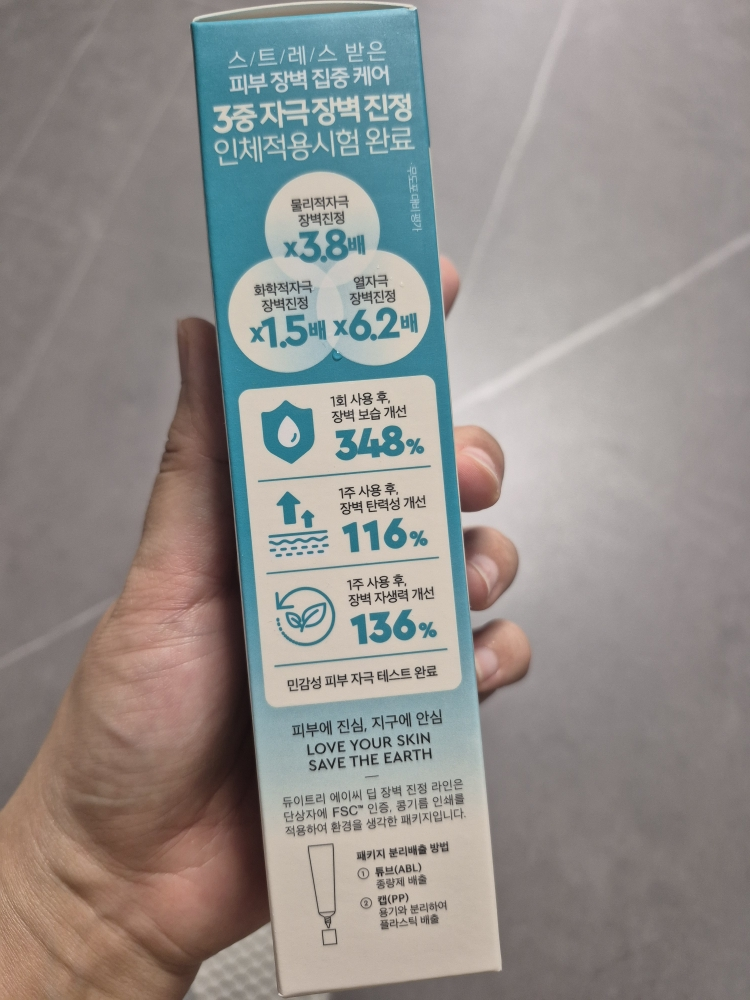 스/트/레/스 받은
피부 장벽 집중 케어
3중 자극 장벽 진정
인체적용시험 완료
*무도포 대비 평가
물리적자극
장벽진정
x3.8배
화학적자극
장벽진정
x1.5배
열자극
장벽진정
x6.2배
1회 사용 후,
장벽 보습 개선
348%
1주 사용 후,
장벽 탄력성 개선
116%
1주 사용 후,
장벽 자생력 개선
136%
민감성 피부 자극 테스트 완료
피부에 진심, 지구에 안심
LOVE YOUR SKIN
SAVE THE EARTH
듀이트리 에이씨 딥 장벽 진정 라인은
단상자에 FSC™ 인증, 콩기름 인쇄를
적용하여 환경을 생각한 패키지입니다.
패키지 분리배출 방법
① 튜브(ABL)
종량제 배출
② 캡(PP)
용기와 분리하여
플라스틱 배출